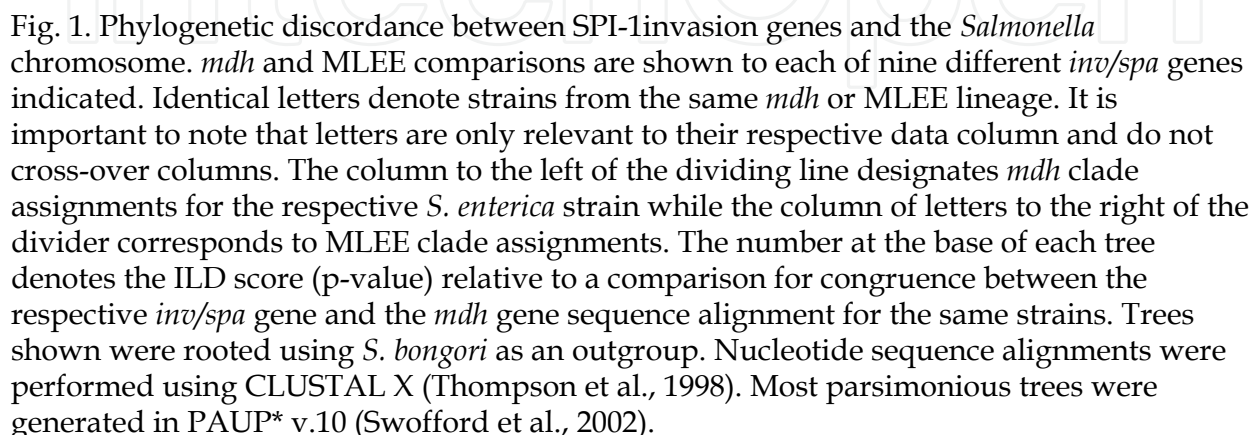 Fig. 1. Phylogenetic discordance between SPI-1invasion genes and the Salmonella
chromosome. mdh and MLEE comparisons are shown to each of nine different inv/spa genes
indicated. Identical letters denote strains from the same mdh or MLEE lineage. It is
important to note that letters are only relevant to their respective data column and do not
cross-over columns. The column to the left of the dividing line designates mdh clade
assignments for the respective S. enterica strain while the column of letters to the right of the
divider corresponds to MLEE clade assignments. The number at the base of each tree
denotes the ILD score (p-value) relative to a comparison for congruence between the
respective inv/spa gene and the mdh gene sequence alignment for the same strains. Trees
shown were rooted using S. bongori as an outgroup. Nucleotide sequence alignments were
performed using CLUSTAL X (Thompson et al., 1998). Most parsimonious trees were
generated in PAUP* v.10 (Swofford et al., 2002).